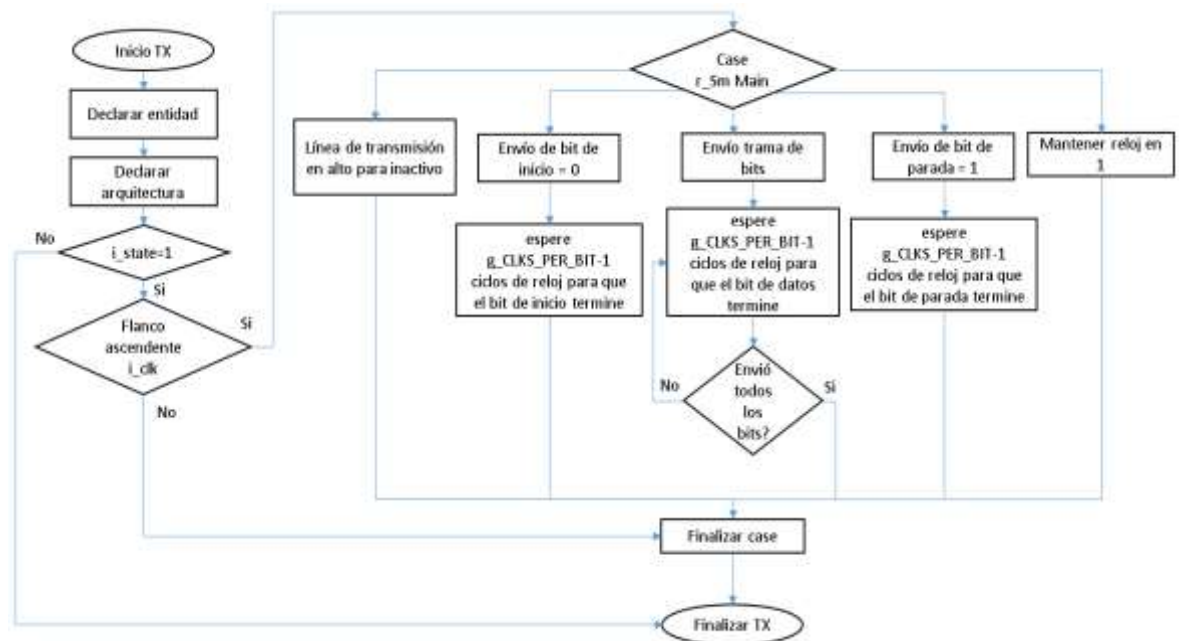 Inicio TX
Declarar entidad
Declarar
arquitectura
No
i_state=1
Si
Flanco
ascendente
i_clk
Si
No
Case
r_Sm Main
Línea de transmisión
en alto para inactivo
Envío de bit de
inicio = 0
espere
g_CLKS_PER_BIT-1
ciclos de reloj para que
el bit de inicio termine
Envío trama de
bits
espere
g_CLKS_PER_BIT-1
ciclos de reloj para
que el bit de datos
termine
Envió
todos
los
bits?
No
Si
Envío de bit de
parada = 1
espere
g_CLKS_PER_BIT-1
ciclos de reloj para que
el bit de parada termine
Mantener reloj en
1
Finalizar case
Finalizar TX